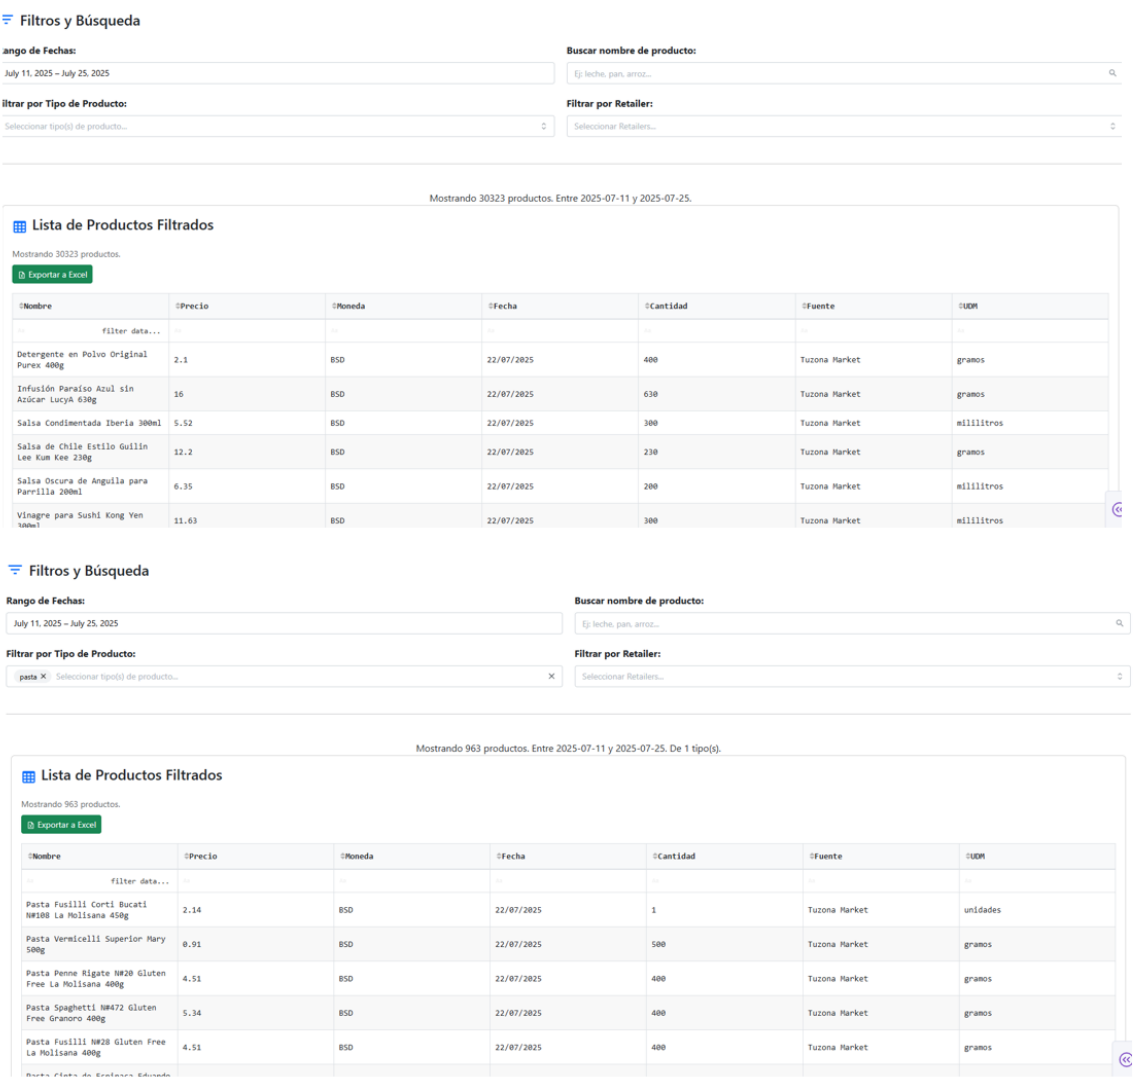 Filtros y Búsqueda
ango de Fechas:
Buscar nombre de producto:
July 11, 2025 – July 25, 2025
Ej: leche, pan, arroz...
iltrar por Tipo de Producto:
Filtrar por Retailer:
Seleccionar tipo(s) de producto...
Seleccionar Retailers...
Mostrando 30323 productos. Entre 2025-07-11 y 2025-07-25.
Lista de Productos Filtrados
Mostrando 30323 productos.
Exportar a Excel
Nombre Precio Moneda Fecha Cantidad Fuente UDM
filter data...
Detergente en Polvo Original
Purex 400g
2.1 BSD 22/07/2025 400 Tuzona Market gramos
Infusión Paraíso Azul sin
Azúcar LucyA 630g
16 BSD 22/07/2025 630 Tuzona Market gramos
Salsa Condimentada Iberia 300ml 5.52 BSD 22/07/2025 300 Tuzona Market mililitros
Salsa de Chile Estilo Guilin
Lee Kum Kee 230g
12.2 BSD 22/07/2025 230 Tuzona Market gramos
Salsa Oscura de Anguila para
Parrilla 200ml
6.35 BSD 22/07/2025 200 Tuzona Market mililitros
Vinagre para Sushi Kong Yen
300ml
11.63 BSD 22/07/2025 300 Tuzona Market mililitros
Filtros y Búsqueda
Rango de Fechas:
Buscar nombre de producto:
July 11, 2025 – July 25, 2025
Ej: leche, pan, arroz...
Filtrar por Tipo de Producto:
Filtrar por Retailer:
pasta × Seleccionar tipo(s) de producto...
Seleccionar Retailers...
Mostrando 963 productos. Entre 2025-07-11 y 2025-07-25. De 1 tipo(s).
Lista de Productos Filtrados
Mostrando 963 productos.
Exportar a Excel
Nombre Precio Moneda Fecha Cantidad Fuente UDM
filter data...
Pasta Fusilli Corti Bucati
N#108 La Molisana 450g
2.14 BSD 22/07/2025 1 Tuzona Market unidades
Pasta Vermicelli Superior Mary
500g
0.91 BSD 22/07/2025 500 Tuzona Market gramos
Pasta Penne Rigate N#20 Gluten
Free La Molisana 400g
4.51 BSD 22/07/2025 400 Tuzona Market gramos
Pasta Spaghetti N#472 Gluten
Free Granoro 400g
5.34 BSD 22/07/2025 400 Tuzona Market gramos
Pasta Fusilli N#28 Gluten Free
La Molisana 400g
4.51 BSD 22/07/2025 400 Tuzona Market gramos
Pasta Cinta de Espinaca Eduardo